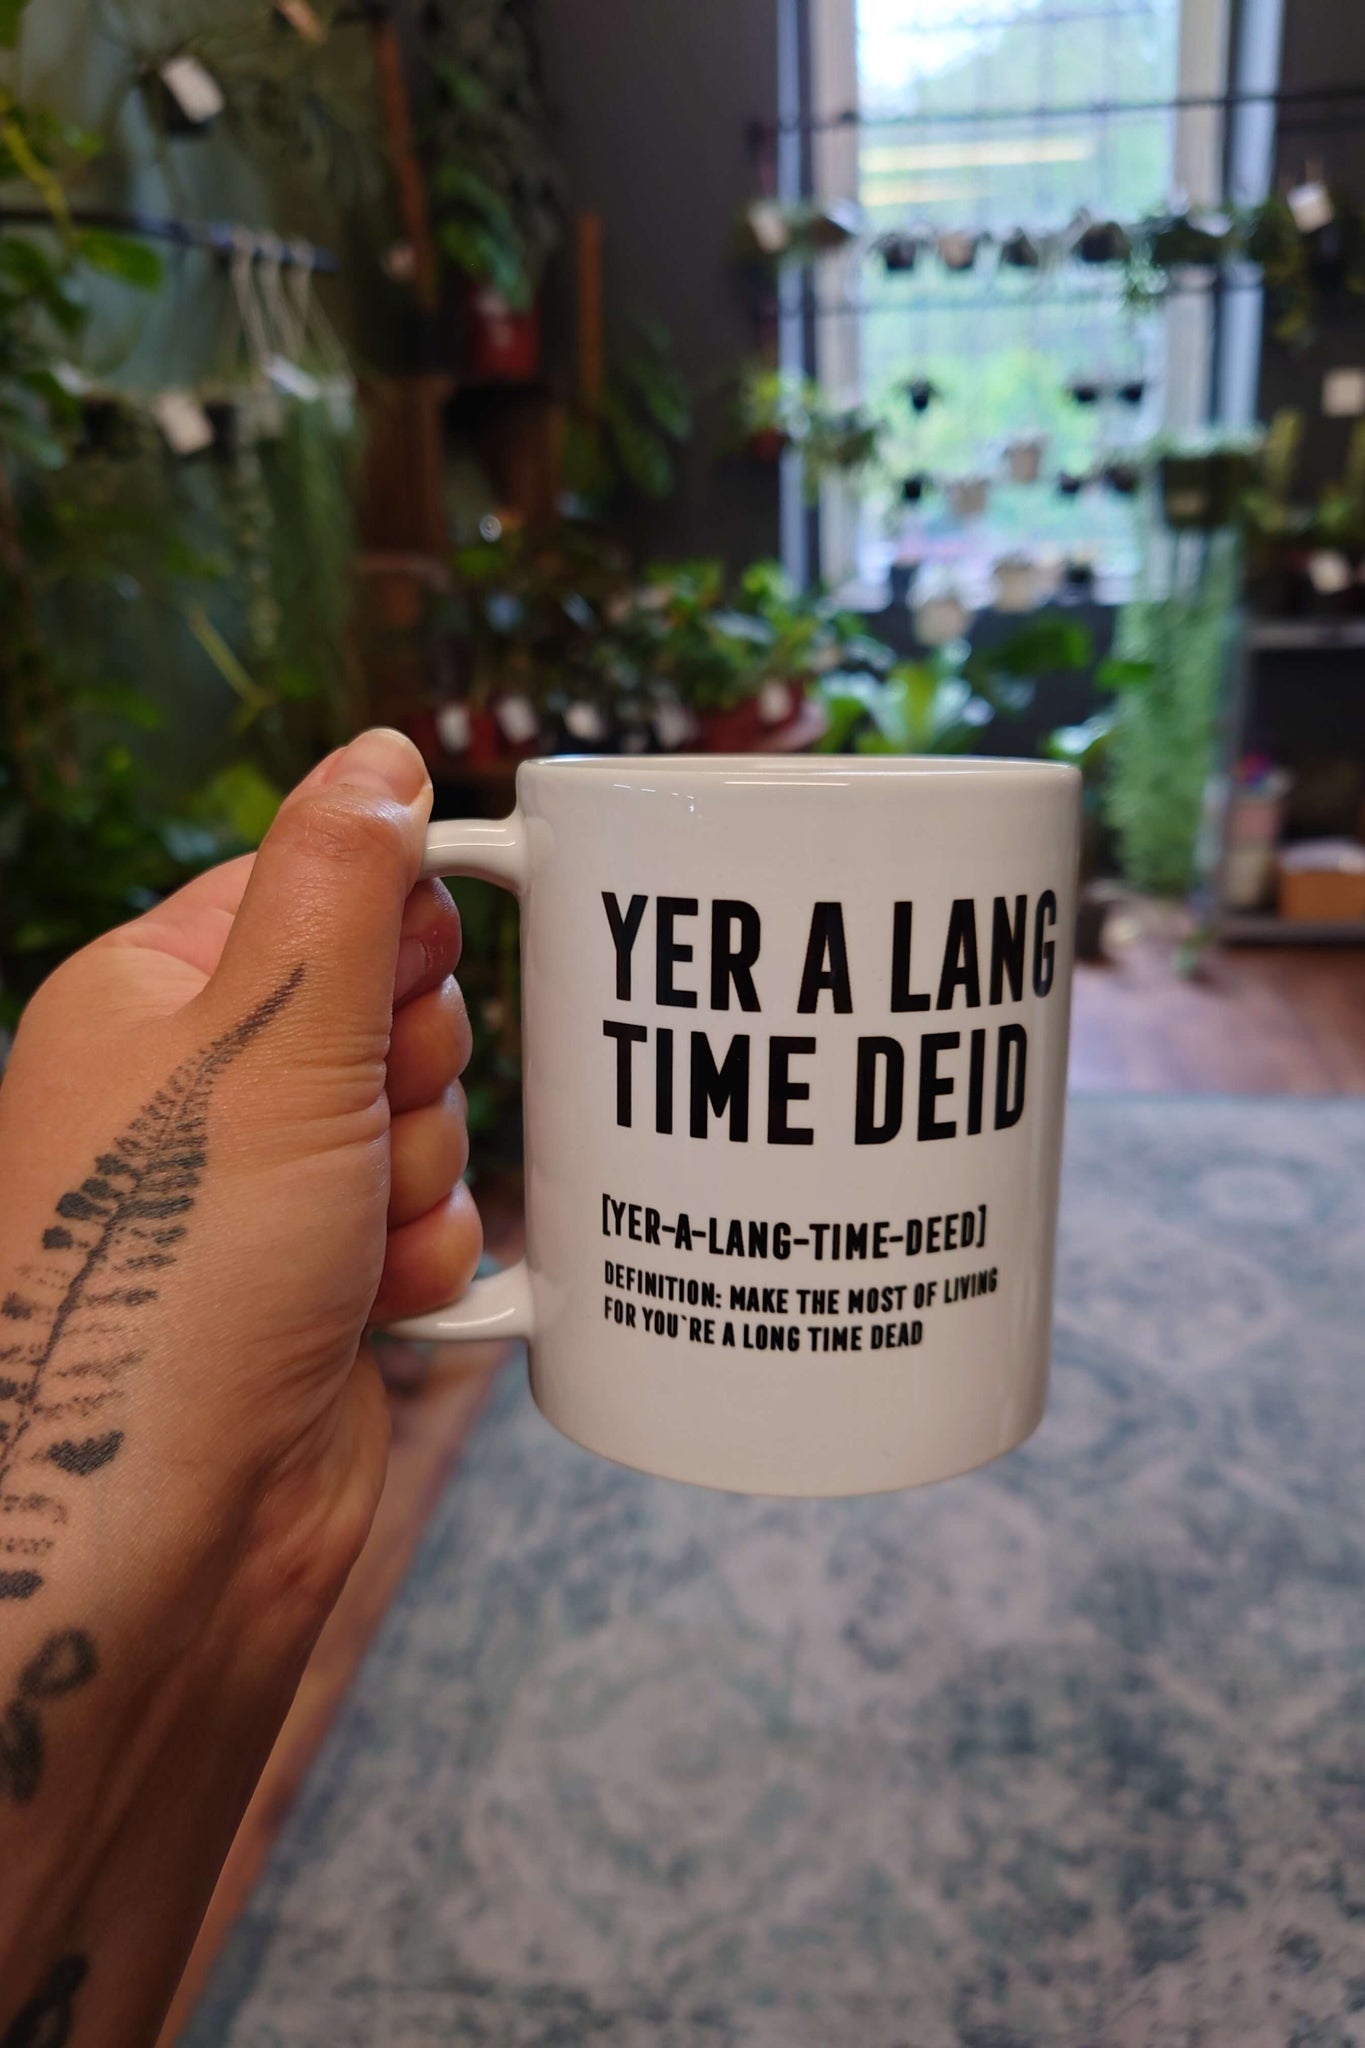 YER A LANG
TIME DEID
[YER-A-LANG-TIME-DEED]
DEFINITION: MAKE THE MOST OF LIVING
FOR YOU`RE A LONG TIME DEAD